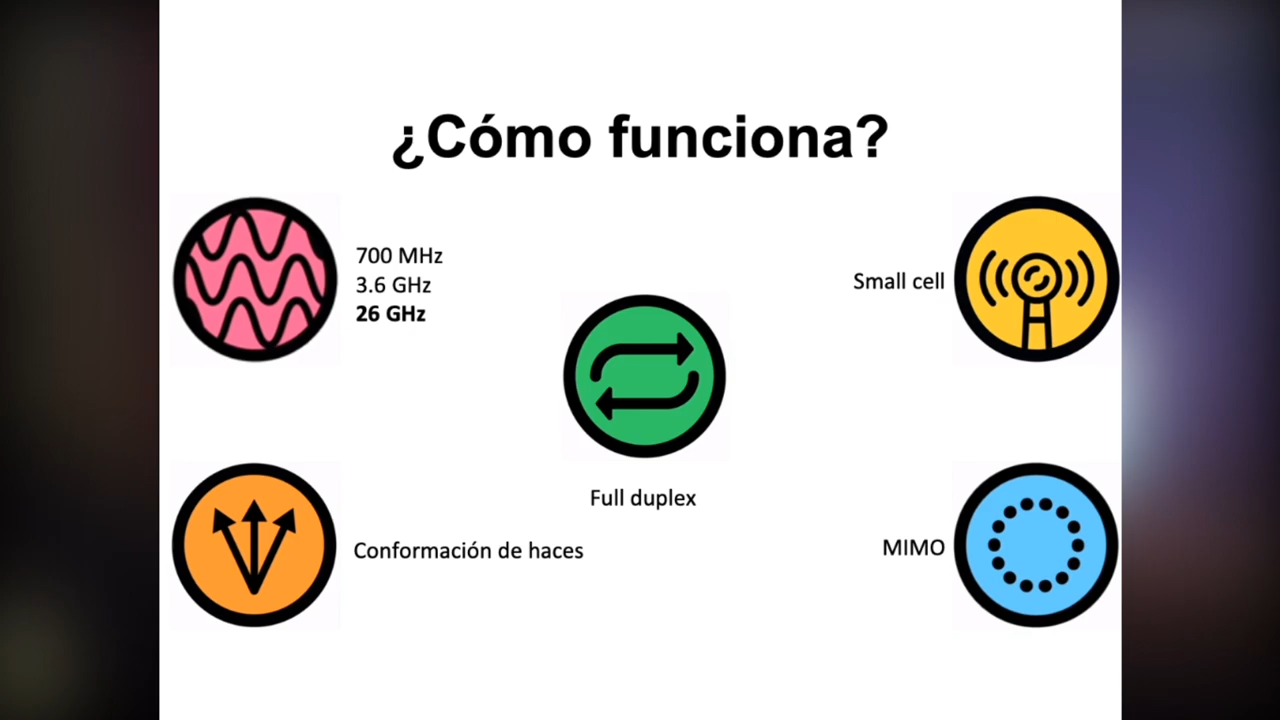 ¿Cómo funciona?
700 MHz
3.6 GHz
26 GHz
Small cell
Full duplex
Conformación de haces
MIMO